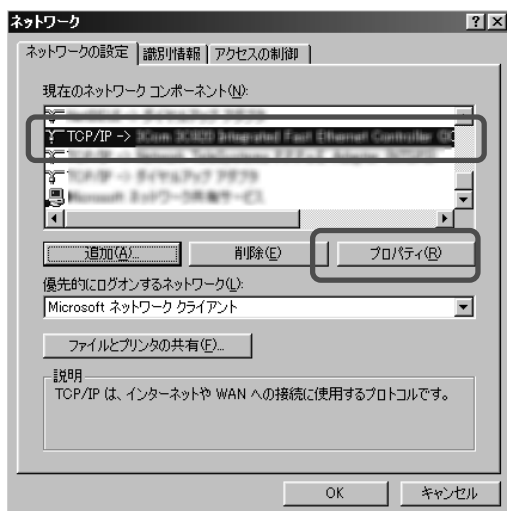 ネットワーク
ネットワークの設定 識別情報 アクセスの制御
現在のネットワーク コンポーネント(N):
TCP/IP ->
追加(A)... 削除(E) プロパティ(R)
優先的にログオンするネットワーク(L):
Microsoft ネットワーク クライアント
ファイルとプリンタの共有(F)...
説明
TCP/IP は、インターネットや WAN への接続に使用するプロトコルです。
OK キャンセル